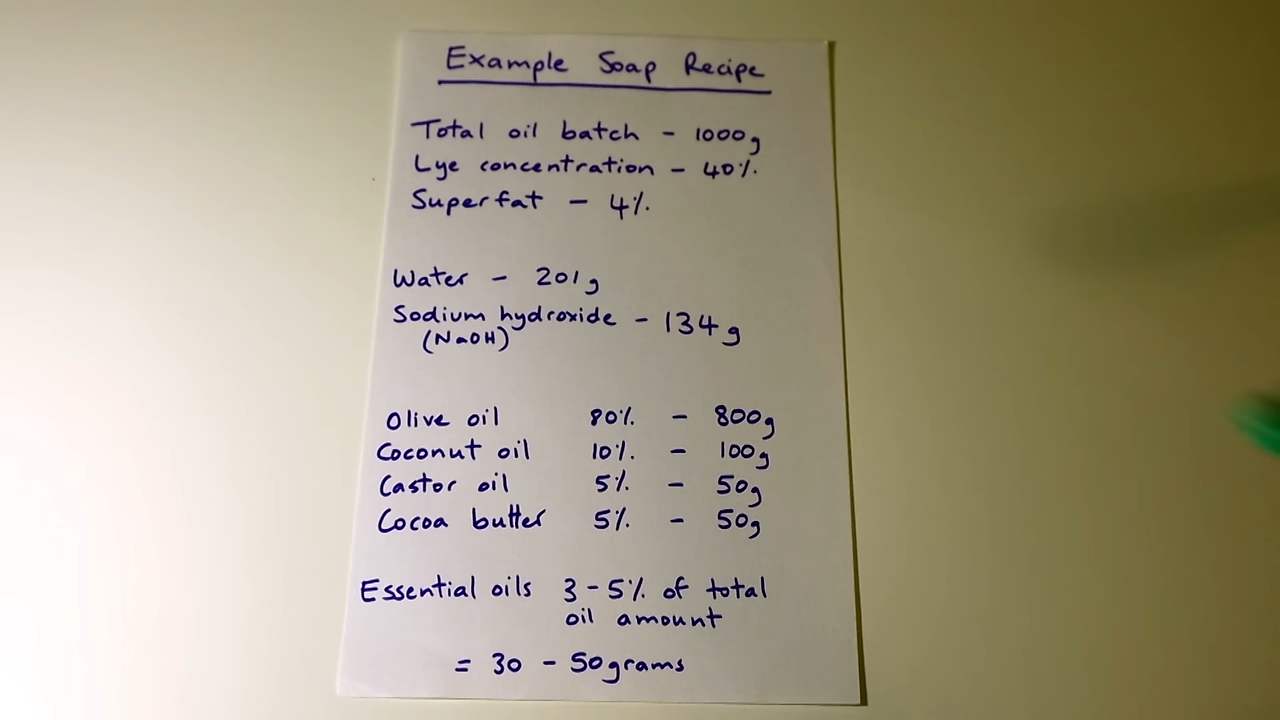 Example Soap Recipe
Total oil batch - 1000g
Lye concentration - 40%.
Superfat - 4%.
Water - 201g
Sodium hydroxide - 134g
(NaOH)
Olive oil 80% - 800g
Coconut oil 10% - 100g
Castor oil 5% - 50g
Cocoa butter 5% - 50g
Essential oils 3-5% of total
oil amount
= 30 - 50grams